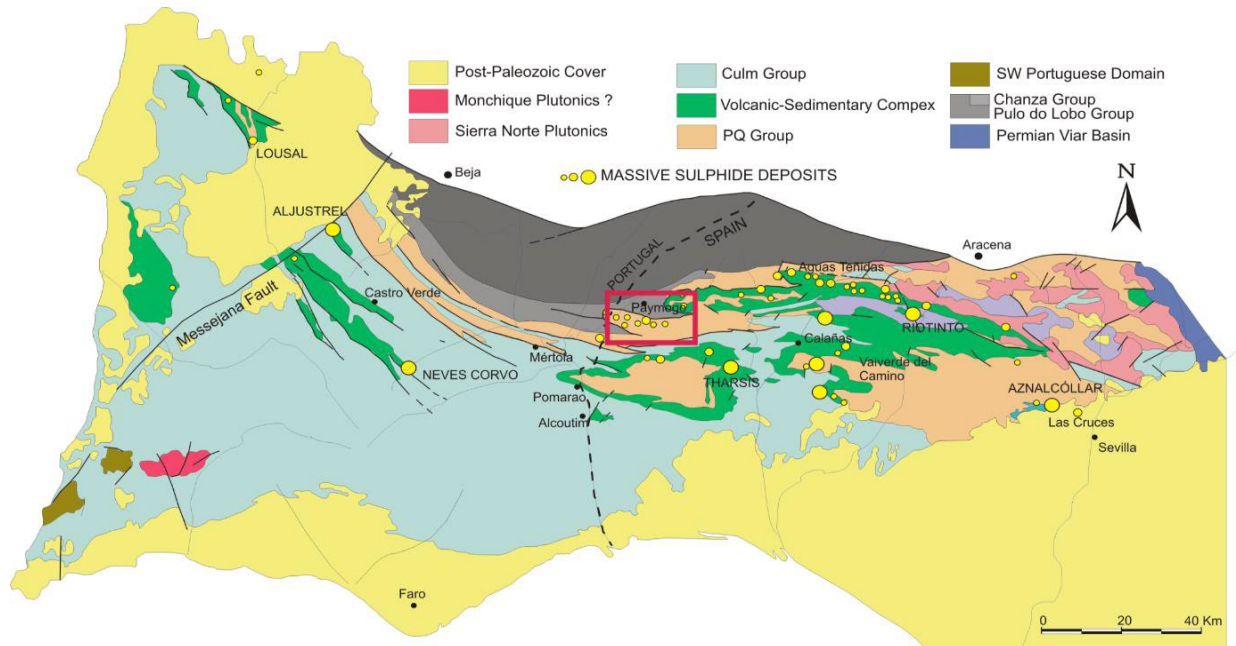 Post-Paleozoic Cover
Monchique Plutonics ?
Sierra Norte Plutonics
Culm Group
Volcanic-Sedimentary Compex
PQ Group
SW Portuguese Domain
Chanza Group
Pulo do Lobo Group
Permian Viar Basin
MASSIVE SULPHIDE DEPOSITS
N
LOUSAL
Beja
ALJUSTREL
PORTUGAL
SPAIN
Aracena
Aguas Teñidas
Messejana Fault
Castro Verde
Paymogo
RIOTINTO
Mértola
Calañas
NEVES CORVO
THARSIS
Valverde del
Camino
Pomarao
AZNALCÓLLAR
Alcoutim
Las Cruces
Sevilla
Faro
0 20 40 Km